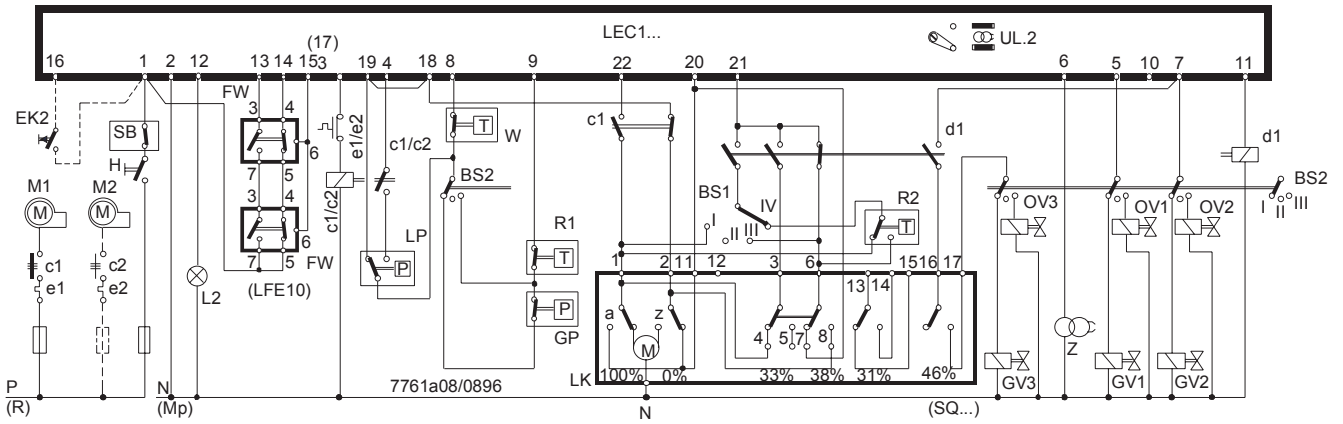 LEC1...
UL.2
(17)
16 1 2 12 13 14 15 3 19 4 18 8 9 22 20 21 6 5 10 7 11
FW
EK2
SB
H
3 4
6
7 5
e1/e2
c1/c2
c1/c2
T W
c1
d1
d1
M1 M2
M M
3 4
6
7 5
FW
(LFE10)
BS2
BS1
IV
I
II
III
R2
T
OV3
OV1
OV2
BS2
I II III
c1 c2
e1 e2
L2
LP
P
R1
T
P
GP
1 2 11 12 3 6 13 14 15 16 17
a z
M
4 5 7 8
LK 100% 0% 33% 38% 31% 46%
Z
GV3
GV1
GV2
7761a08/0896
P
(R)
N
(Mp)
N
(SQ...)